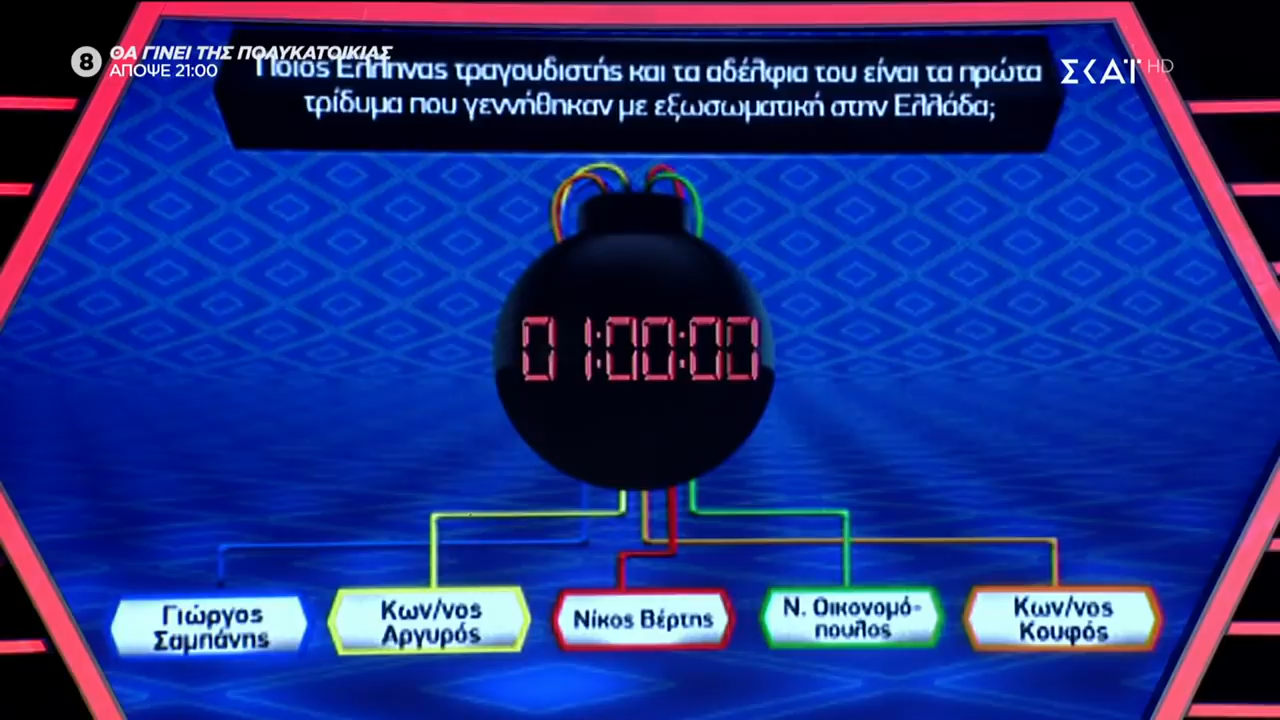 8 ΘΑ ΓΙΝΕΙ ΤΗΣ ΠΟΛΥΚΑΤΟΙΚΙΑΣ
ΑΠΟΨΕ 21:00
ΣΚΑΪ HD
Ποιος Έλληνας τραγουδιστής και τα αδέλφια του είναι τα πρώτα
τρίδυμα που γεννήθηκαν με εξωσωματική στην Ελλάδα;
01:00:07
Γιώργος
Σαμπάνης
Κων/νος
Αργυρός
Νίκος Βέρτης
Ν. Οικονομό-
πουλος
Κων/νος
Κουφός